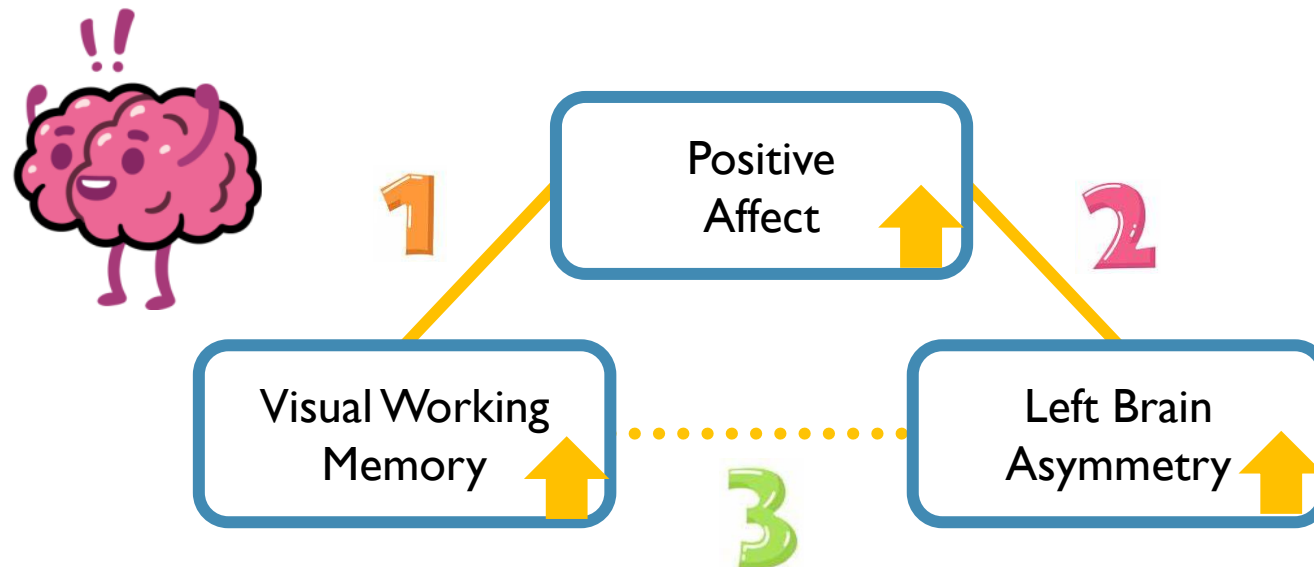 !!
Positive
Affect
1
2
Visual Working
Memory
Left Brain
Asymmetry
3